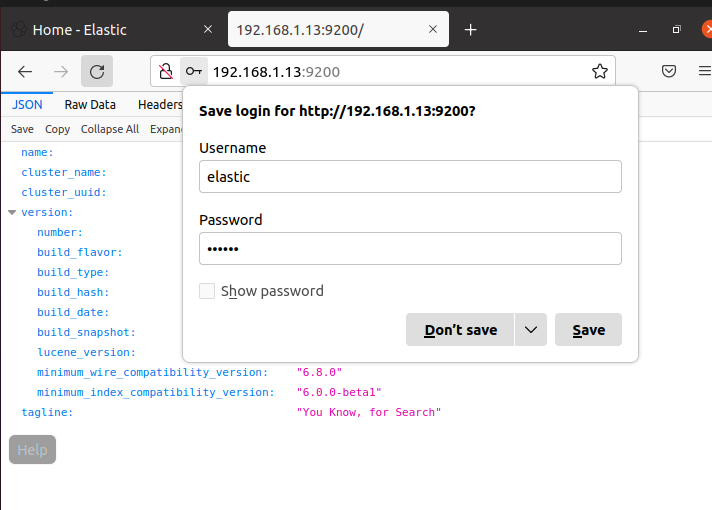 Home - Elastic
192.168.1.13:9200/
192.168.1.13:9200
JSON Raw Data Headers
Save Copy Collapse All Expan
Save login for http://192.168.1.13:9200?
Username
elastic
Password
••••••
Show password
Don't save
Save
name:
cluster_name:
cluster_uuid:
version:
number:
build_flavor:
build_type:
build_hash:
build_date:
build_snapshot:
lucene_version:
minimum_wire_compatibility_version: "6.8.0"
minimum_index_compatibility_version: "6.0.0-beta1"
tagline: "You Know, for Search"
Help